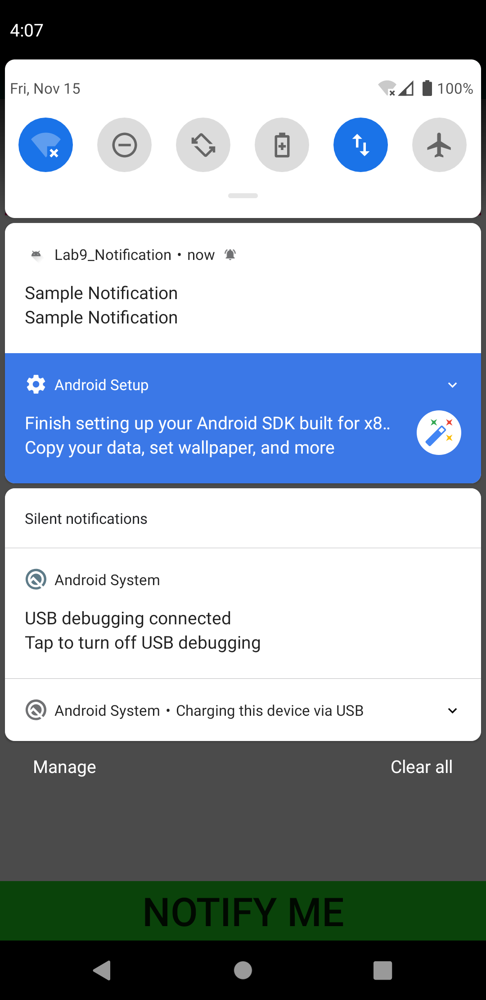 4:07
Fri, Nov 15
100%
Lab9_Notification • now
Sample Notification
Sample Notification
Android Setup
Finish setting up your Android SDK built for x8..
Copy your data, set wallpaper, and more
Silent notifications
Android System
USB debugging connected
Tap to turn off USB debugging
Android System • Charging this device via USB
Manage
Clear all
NOTIFY ME